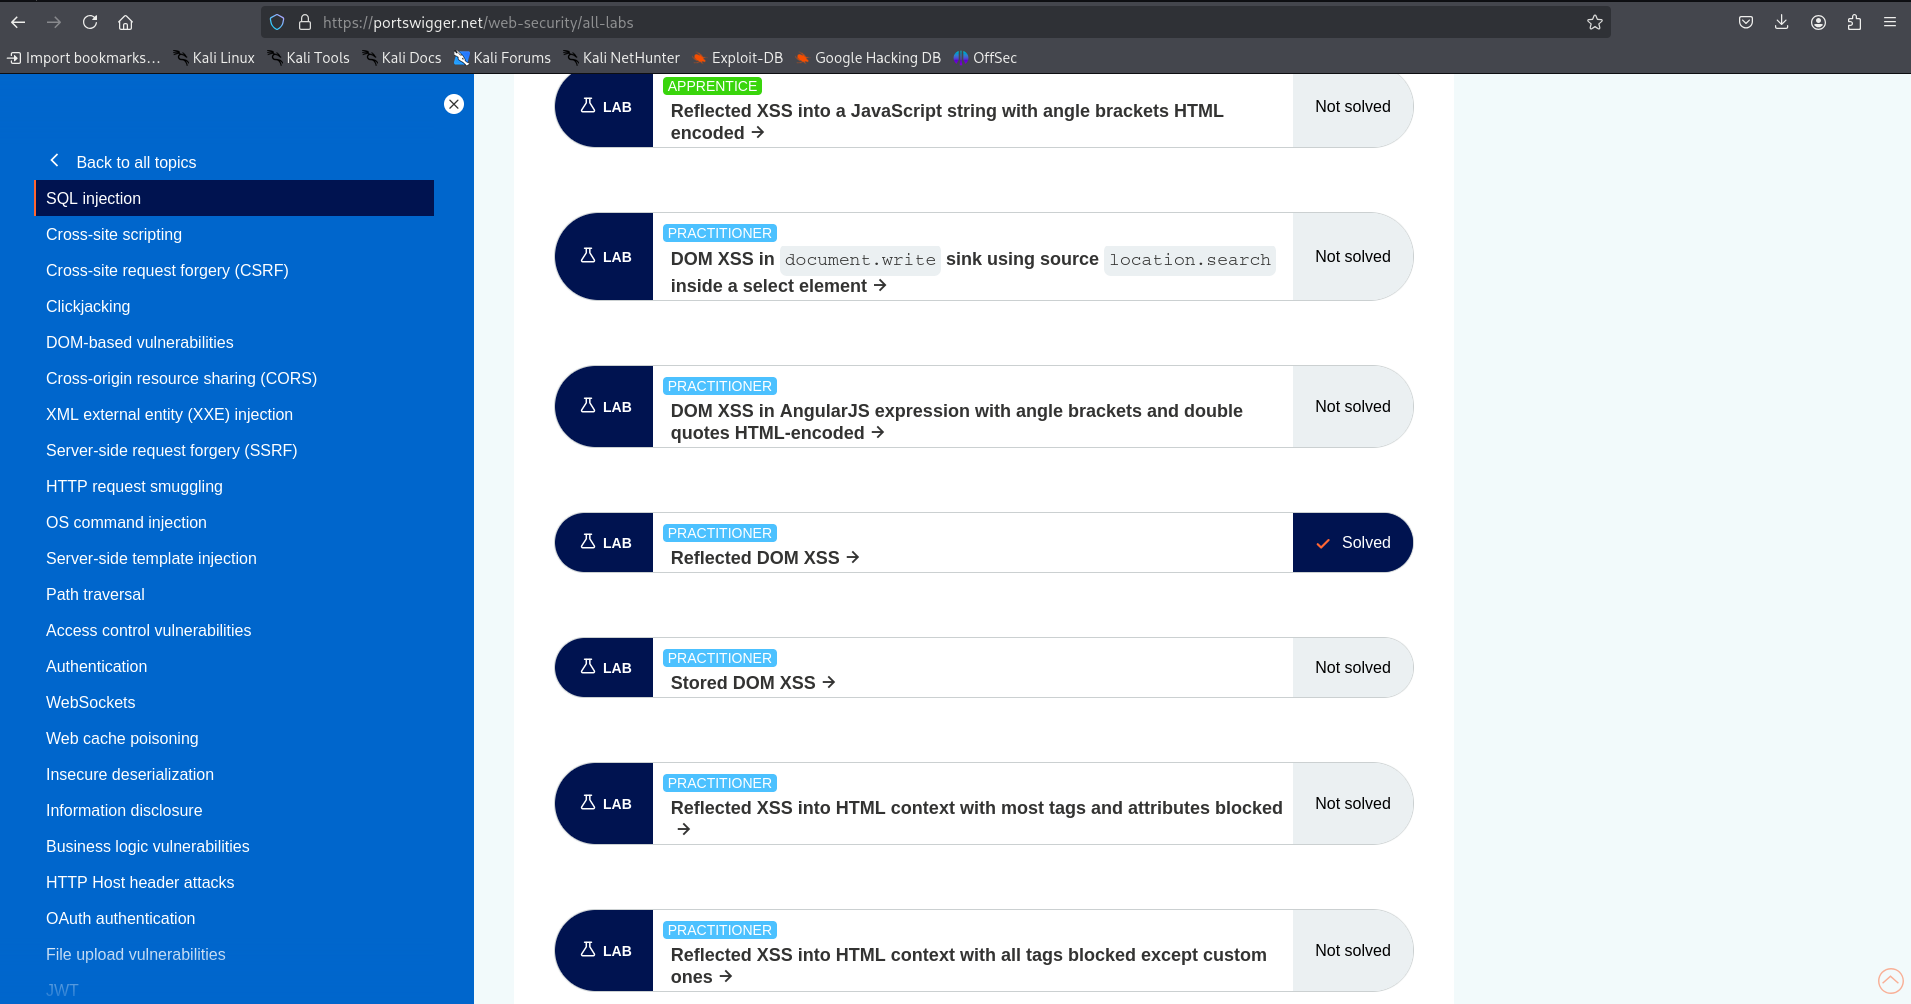 https://portswigger.net/web-security/all-labs
Import bookmarks… Kali Linux Kali Tools Kali Docs Kali Forums Kali NetHunter Exploit-DB Google Hacking DB OffSec
Back to all topics
SQL injection
Cross-site scripting
Cross-site request forgery (CSRF)
Clickjacking
DOM-based vulnerabilities
Cross-origin resource sharing (CORS)
XML external entity (XXE) injection
Server-side request forgery (SSRF)
HTTP request smuggling
OS command injection
Server-side template injection
Path traversal
Access control vulnerabilities
Authentication
WebSockets
Web cache poisoning
Insecure deserialization
Information disclosure
Business logic vulnerabilities
HTTP Host header attacks
OAuth authentication
File upload vulnerabilities
JWT
APPRENTICE
LAB
Reflected XSS into a JavaScript string with angle brackets HTML
encoded
Not solved
PRACTITIONER
LAB
DOM XSS in document.write sink using source location.search
inside a select element
Not solved
PRACTITIONER
LAB
DOM XSS in AngularJS expression with angle brackets and double
quotes HTML-encoded
Not solved
PRACTITIONER
LAB
Reflected DOM XSS
Solved
PRACTITIONER
LAB
Stored DOM XSS
Not solved
PRACTITIONER
LAB
Reflected XSS into HTML context with most tags and attributes blocked
Not solved
PRACTITIONER
LAB
Reflected XSS into HTML context with all tags blocked except custom
ones
Not solved